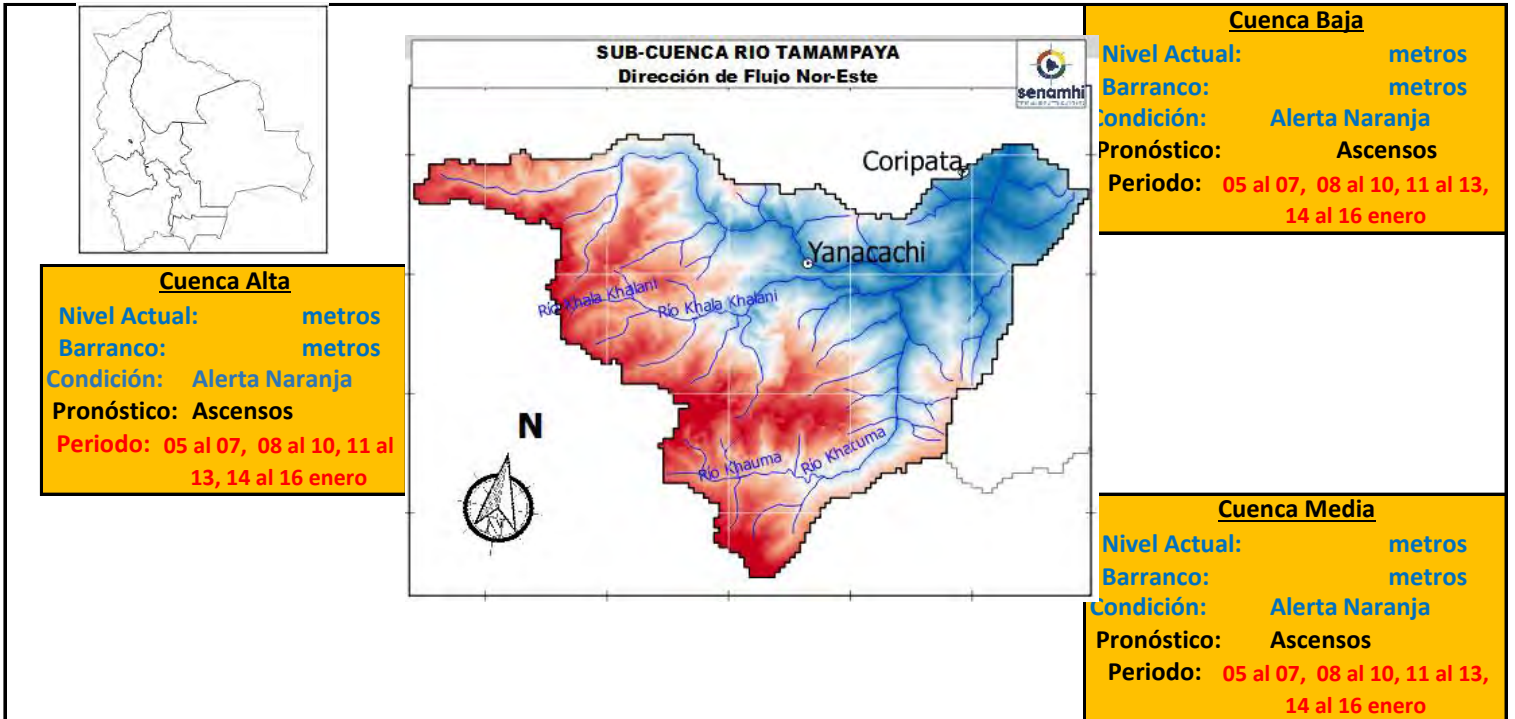 SUB-CUENCA RIO TAMAMPAYA
Dirección de Flujo Nor-Este
senamhi
Coripata
Yanacachi
Río Khala Khalani
Río Khala Khalani
Río Khauma
Río Khacuma
N
Cuenca Alta
Nivel Actual: metros
Barranco: metros
Condición: Alerta Naranja
Pronóstico: Ascensos
Periodo: 05 al 07, 08 al 10, 11 al
13, 14 al 16 enero
Cuenca Baja
Nivel Actual: metros
Barranco: metros
Condición: Alerta Naranja
Pronóstico: Ascensos
Periodo: 05 al 07, 08 al 10, 11 al 13,
14 al 16 enero
Cuenca Media
Nivel Actual: metros
Barranco: metros
Condición: Alerta Naranja
Pronóstico: Ascensos
Periodo: 05 al 07, 08 al 10, 11 al 13,
14 al 16 enero